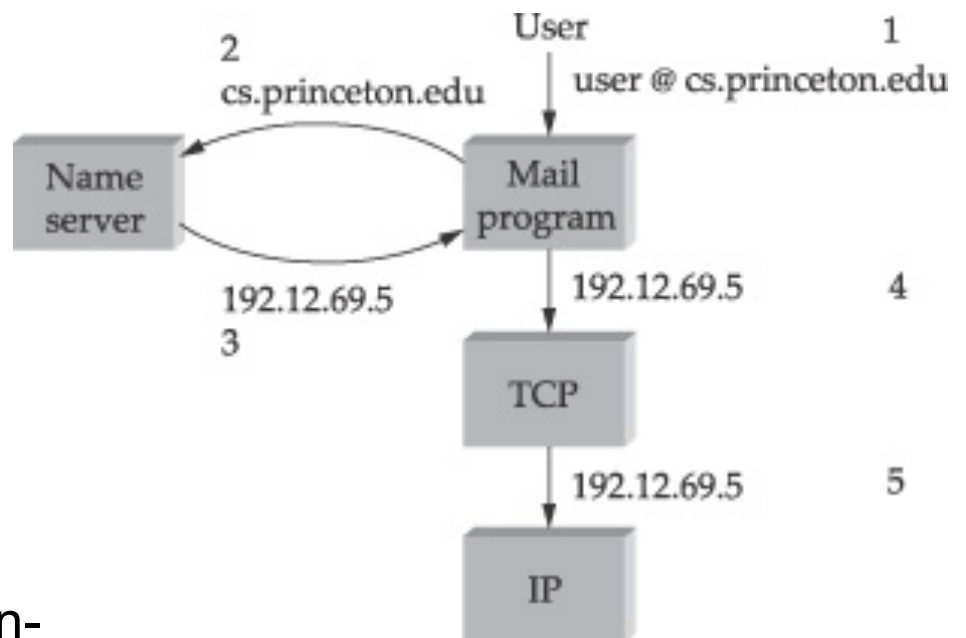 User
1
user @ cs.princeton.edu
2
cs.princeton.edu
Name
server
Mail
program
192.12.69.5
3
192.12.69.5
4
TCP
192.12.69.5
5
IP
n-